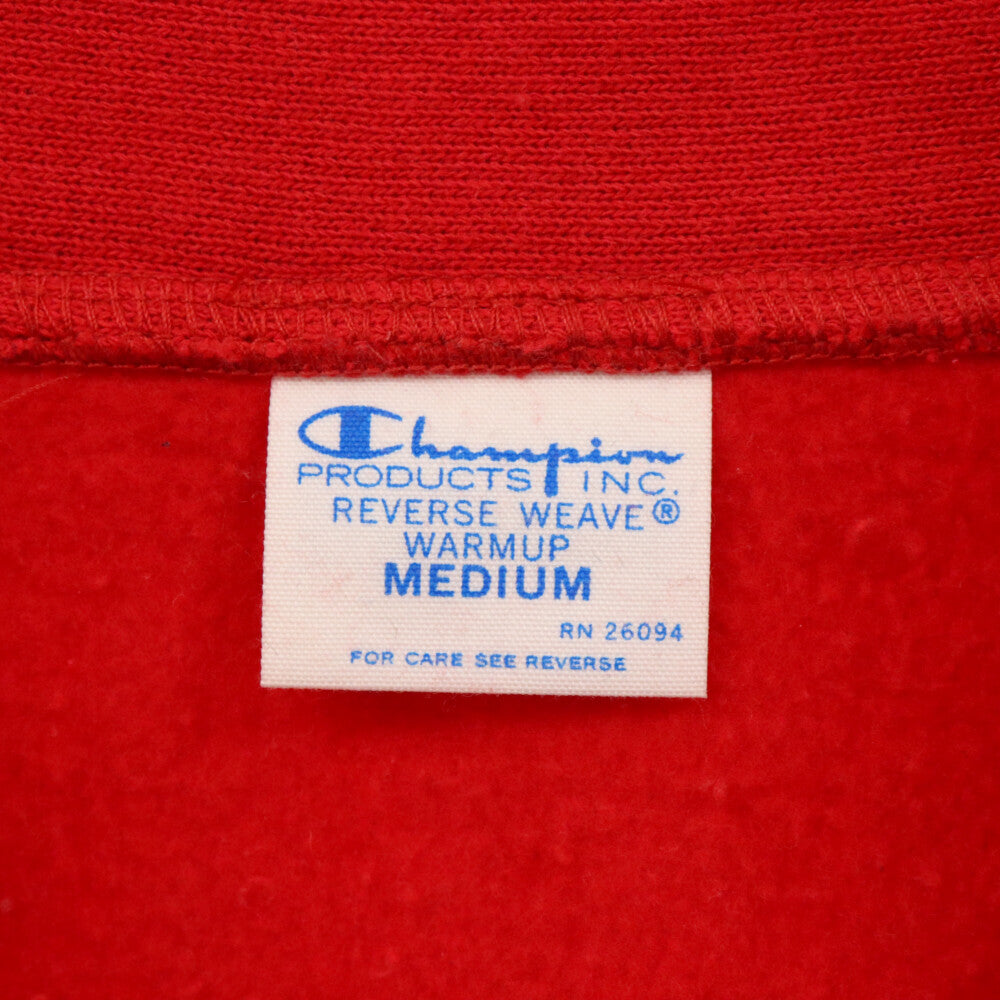 Champion
PRODUCTS INC.
REVERSE WEAVE®
WARMUP
MEDIUM
RN 26094
FOR CARE SEE REVERSE